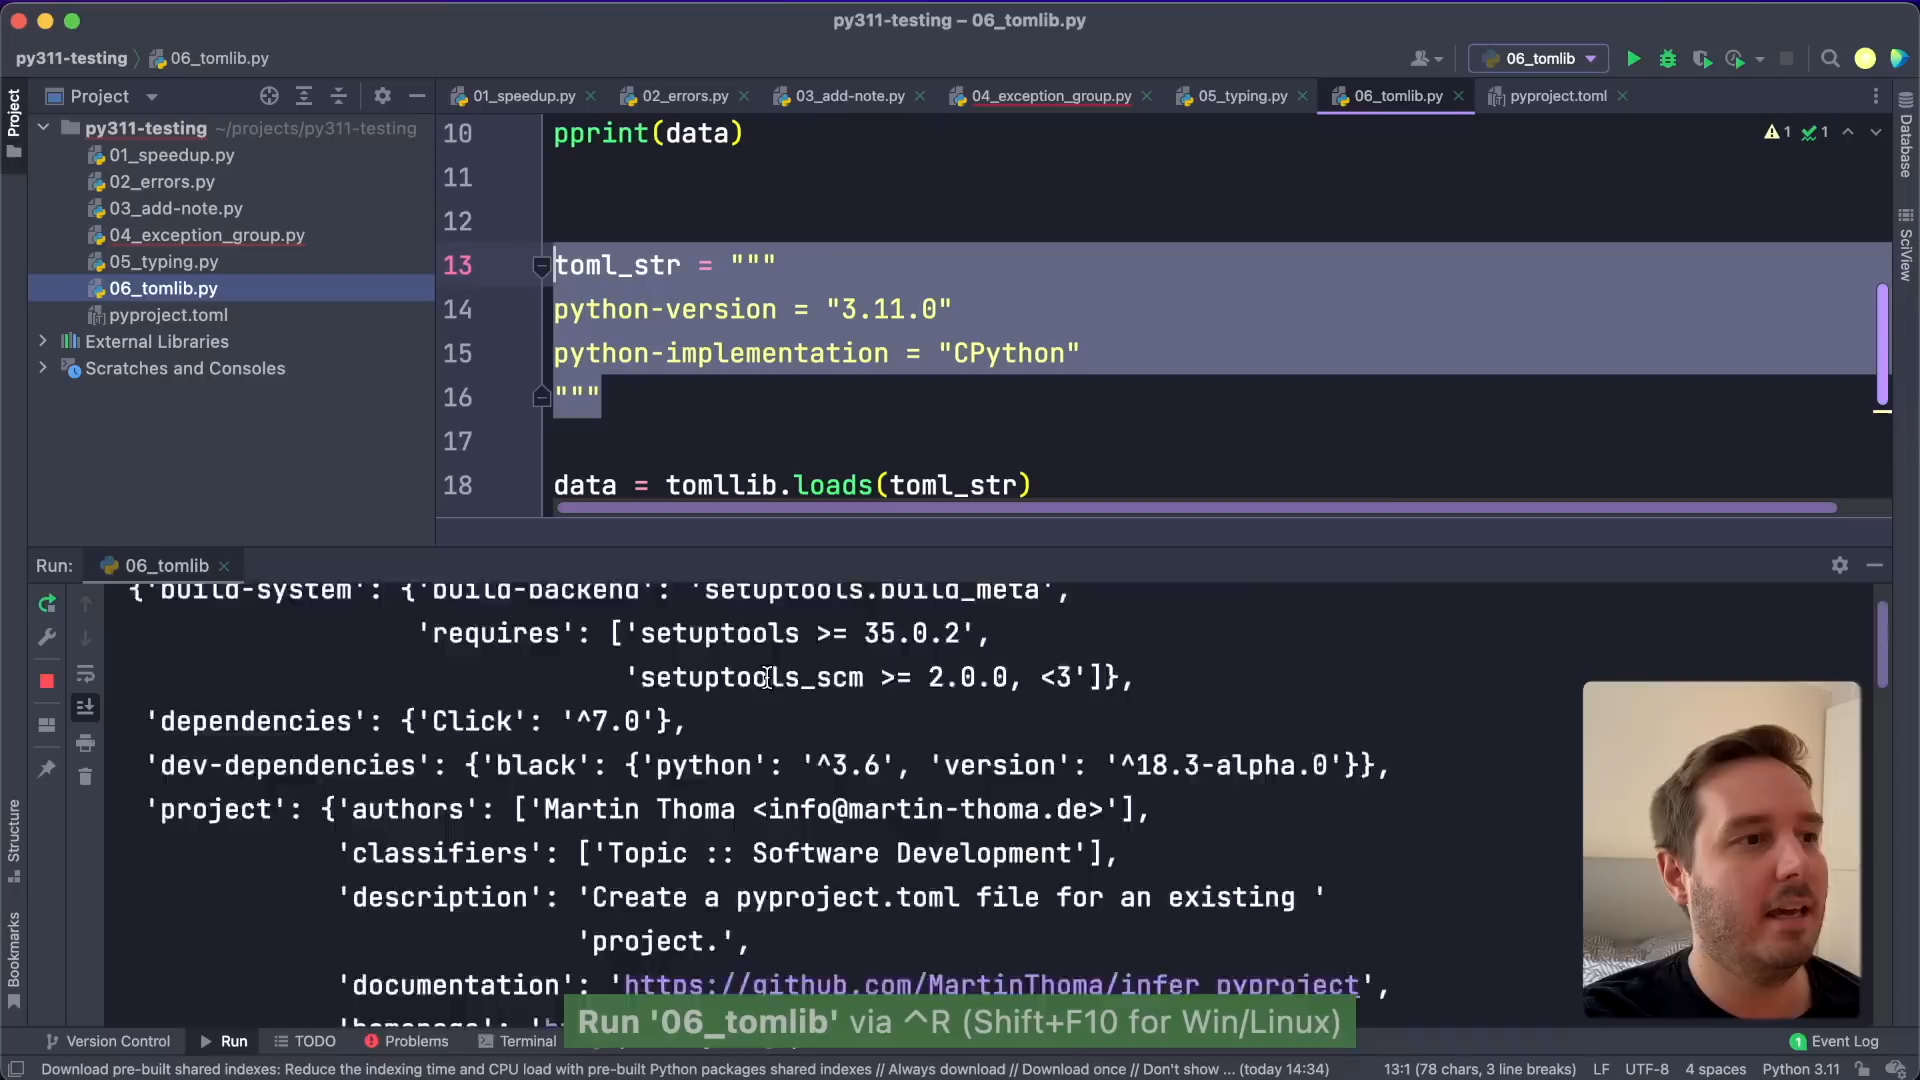 py311-testing – 06_tomlib.py
py311-testing
06_tomlib.py
06_tomlib
Project
Project
01_speedup.py
02_errors.py
03_add-note.py
04_exception_group.py
05_typing.py
06_tomlib.py
pyproject.toml
py311-testing ~/projects/py311-testing
01_speedup.py
02_errors.py
03_add-note.py
04_exception_group.py
05_typing.py
06_tomlib.py
pyproject.toml
External Libraries
Scratches and Consoles
1
1
10 pprint(data)
11
12
13 toml_str = """
14 python-version = "3.11.0"
15 python-implementation = "CPython"
16 """
17
18 data = tomllib.loads(toml_str)
Database
SciView
Run: 06_tomlib
{'build-system': {'build-backend': 'setuptools.build_meta',
'requires': ['setuptools >= 35.0.2',
'setuptools_scm >= 2.0.0, <3']},
'dependencies': {'Click': '^7.0'},
'dev-dependencies': {'black': {'python': '^3.6', 'version': '^18.3-alpha.0'}},
'project': {'authors': ['Martin Thoma <info@martin-thoma.de>'],
'classifiers': ['Topic :: Software Development'],
'description': 'Create a pyproject.toml file for an existing '
'project.',
'documentation': 'https://github.com/MartinThoma/infer_pyproject',
Structure
Bookmarks
Run '06_tomlib' via ^R (Shift+F10 for Win/Linux)
Version Control
Run
TODO
Problems
Terminal
1 Event Log
Download pre-built shared indexes: Reduce the indexing time and CPU load with pre-built Python packages shared indexes // Always download // Download once // Don't show ... (today 14:34)
13:1 (78 chars, 3 line breaks)
LF
UTF-8
4 spaces
Python 3.11